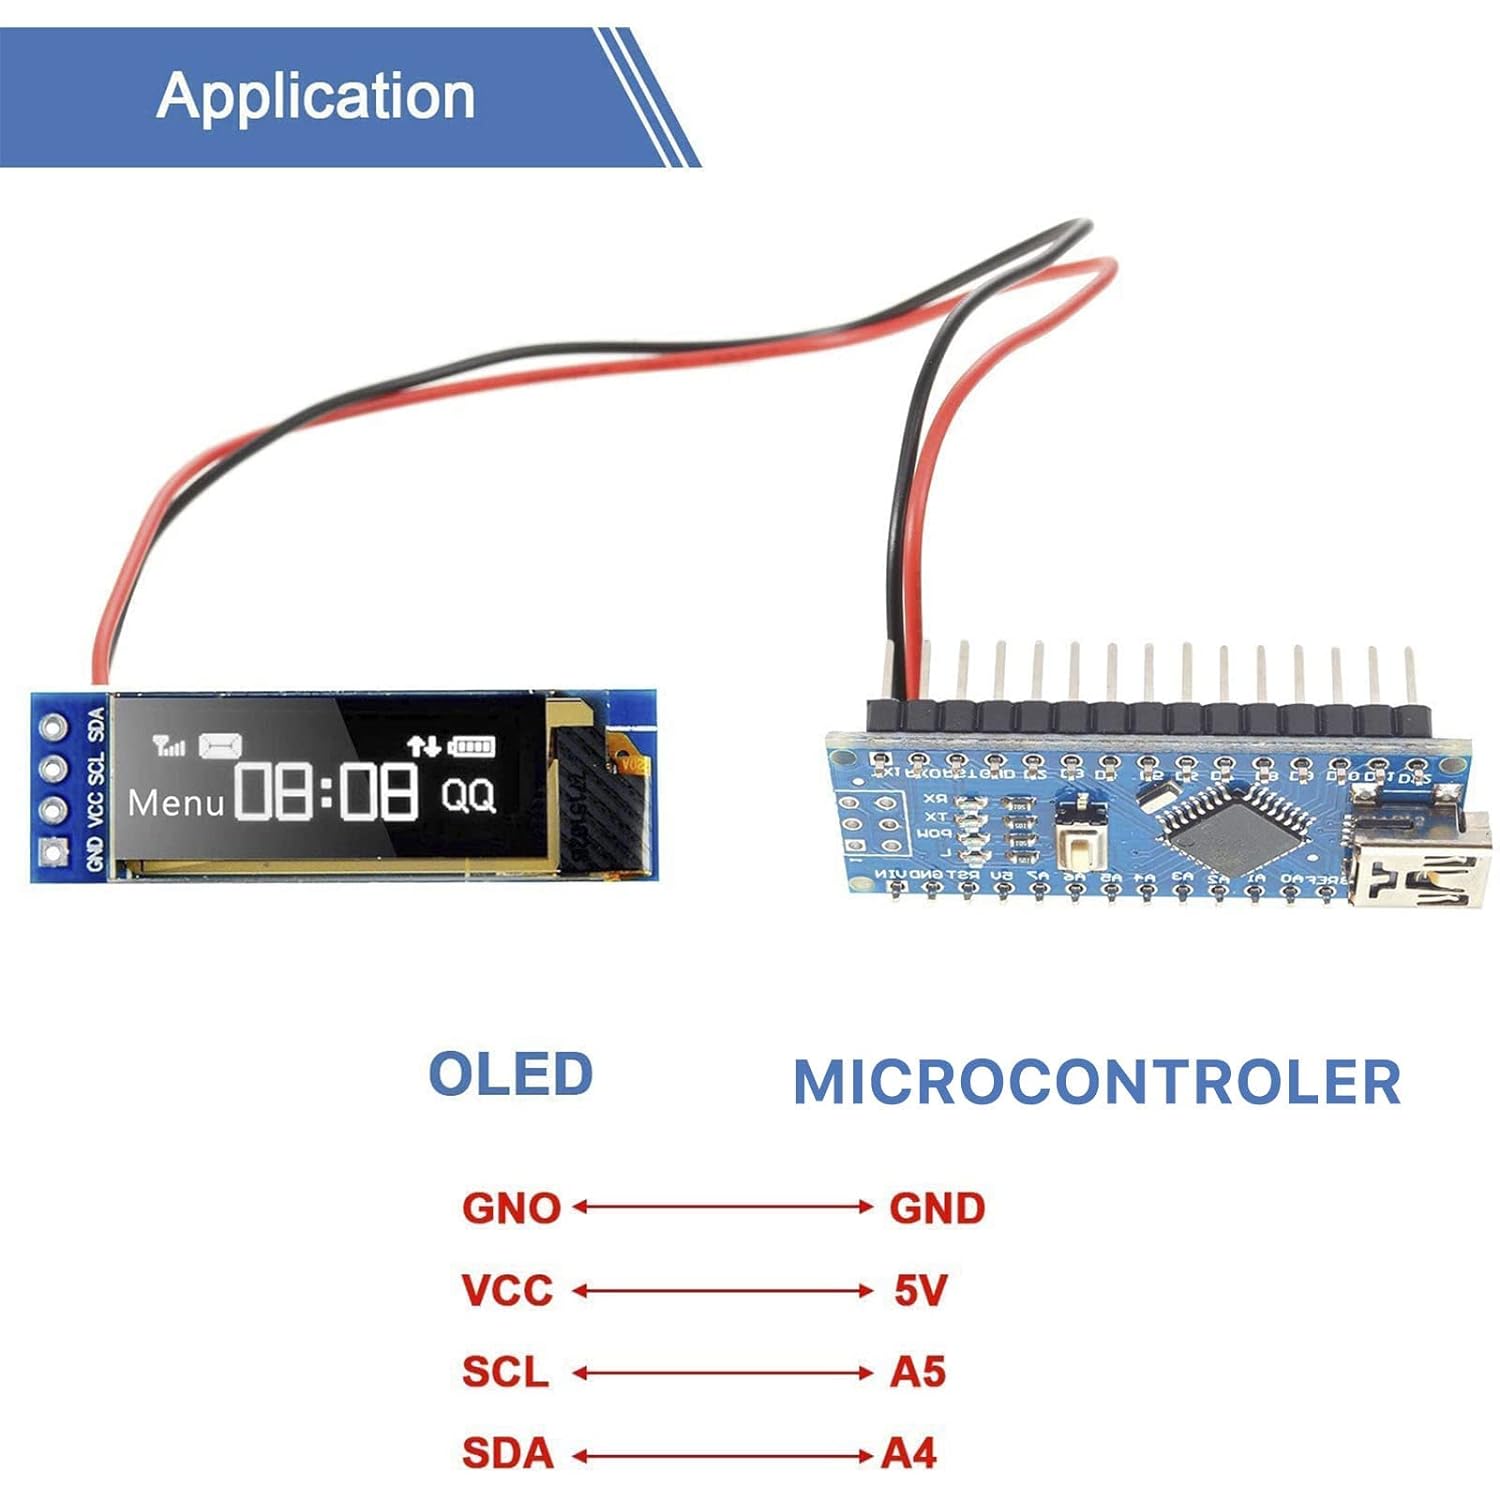 Application
SDA
SCL
VCC
GND
Menu 08:08 QQ
RX
TX
POW
L
VIN GND RST 5V A7 A6 A5 A4 A3 A2 A1 A0
OLED
MICROCONTROLER
GNO GND
VCC 5V
SCL A5
SDA A4